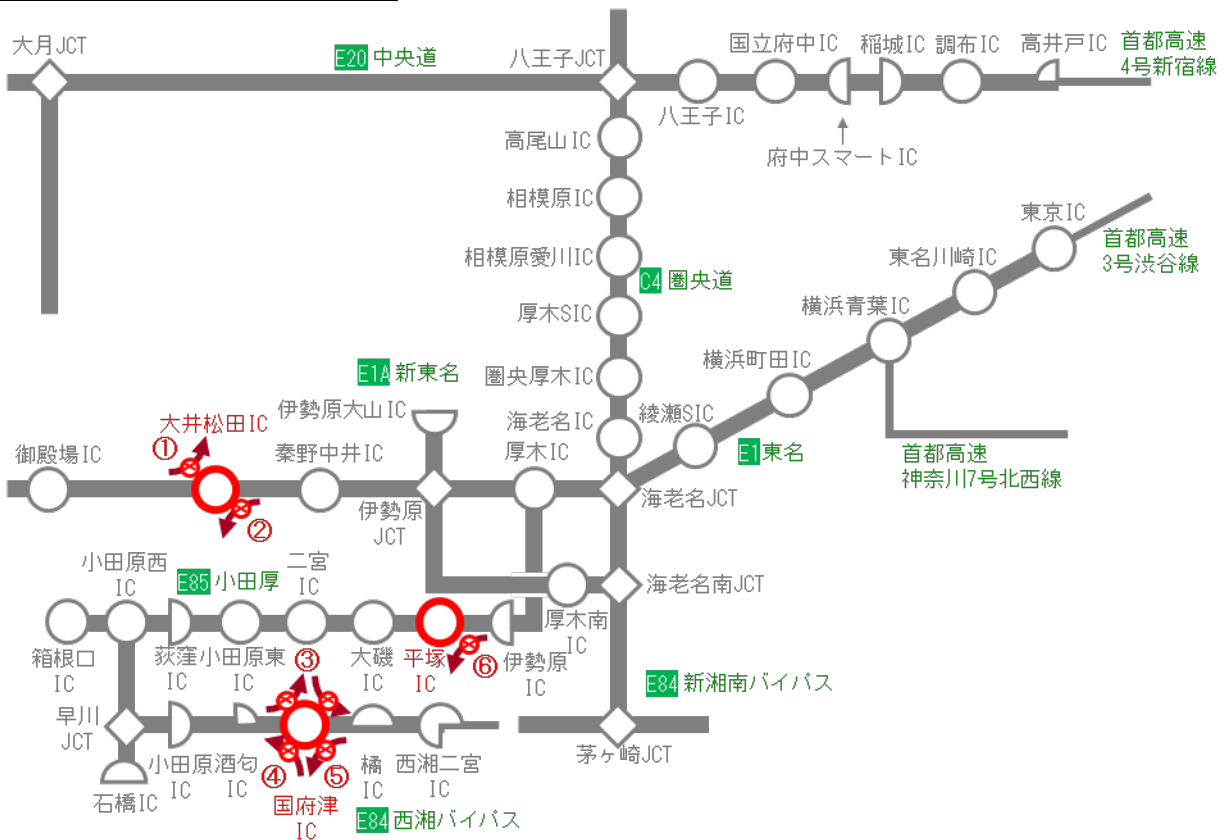 大月JCT
E20 中央道
八王子JCT
国立府中IC
稲城IC
調布IC
高井戸IC
首都高速
4号新宿線
八王子IC
府中スマートIC
高尾山IC
相模原IC
相模原愛川IC
C4 圏央道
厚木SIC
圏央厚木IC
海老名IC
東京IC
首都高速
3号渋谷線
東名川崎IC
横浜青葉IC
横浜町田IC
綾瀬SIC
E1 東名
首都高速
神奈川7号北西線
E1A 新東名
伊勢原大山IC
大井松田IC
①
②
御殿場IC
秦野中井IC
厚木IC
伊勢原
JCT
海老名JCT
小田原西
IC
E85 小田厚
二宮
IC
海老名南JCT
厚木南
IC
箱根口
IC
荻窪
IC
小田原東
IC
③
大磯
IC
平塚
IC
⑥
伊勢原
IC
E84 新湘南バイパス
早川
JCT
茅ヶ崎JCT
石橋IC
小田原
IC
酒匂
IC
④
⑤
国府津
IC
橘
IC
西湘二宮
IC
E84 西湘バイパス